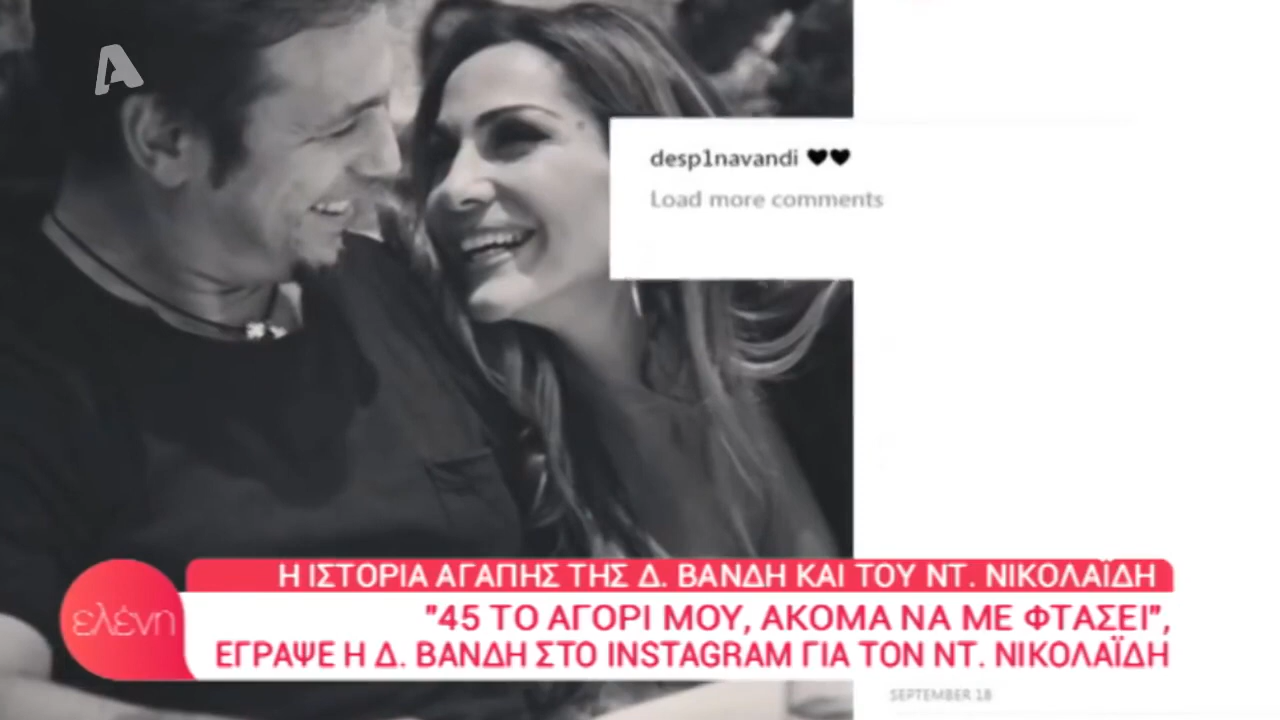 desp1navandi 🖤🖤
Load more comments
Η ΙΣΤΟΡΙΑ ΑΓΑΠΗΣ ΤΗΣ Δ. ΒΑΝΔΗ ΚΑΙ ΤΟΥ ΝΤ. ΝΙΚΟΛΑΪΔΗ
ελένη
"45 ΤΟ ΑΓΟΡΙ ΜΟΥ, ΑΚΟΜΑ ΝΑ ΜΕ ΦΤΑΣΕΙ",
ΕΓΡΑΨΕ Η Δ. ΒΑΝΔΗ ΣΤΟ INSTAGRAM ΓΙΑ ΤΟΝ ΝΤ. ΝΙΚΟΛΑΪΔΗ
SEPTEMBER 18